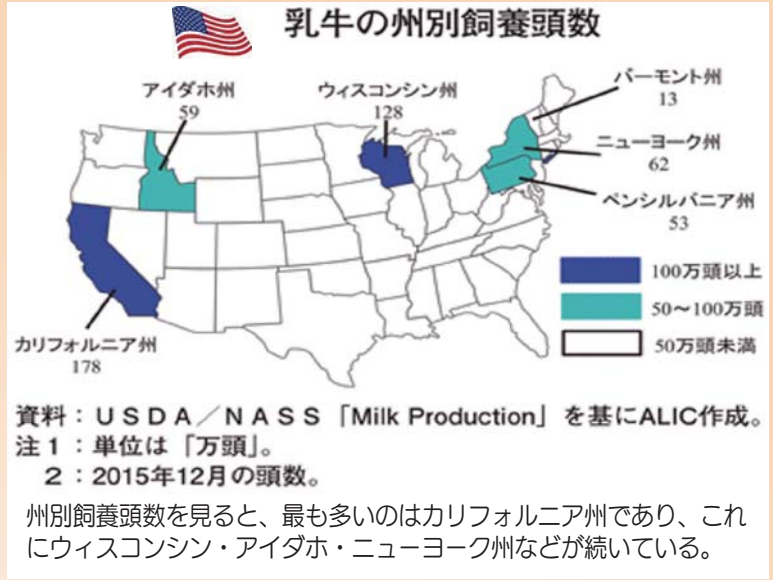 乳牛の州別飼養頭数
アイダホ州
59
ウィスコンシン州
128
バーモント州
13
ニューヨーク州
62
ペンシルバニア州
53
カリフォルニア州
178
100万頭以上
50〜100万頭
50万頭未満
資料：ＵＳＤＡ／ＮＡＳＳ「Milk Production」を基にALIC作成。
注１：単位は「万頭」。
２：2015年12月の頭数。
州別飼養頭数を見ると、最も多いのはカリフォルニア州であり、これ
にウィスコンシン・アイダホ・ニューヨーク州などが続いている。